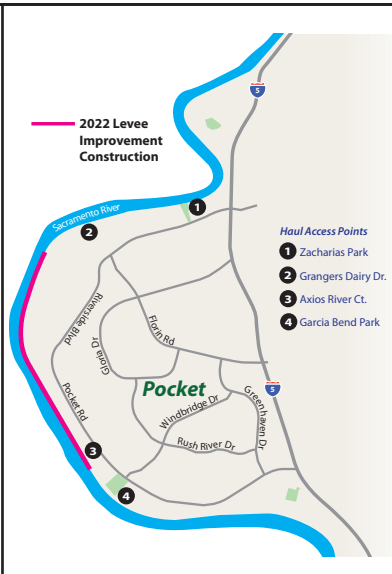 5
2022 Levee
Improvement
Construction
Sacramento River
1
2
Haul Access Points
1 Zacharias Park
2 Grangers Dairy Dr.
3 Axios River Ct.
4 Garcia Bend Park
Riverside Blvd
Gloria Dr
Florin Rd
Pocket
Pocket Rd
Windbridge Dr
Greenhaven Dr
5
Rush River Dr
3
4